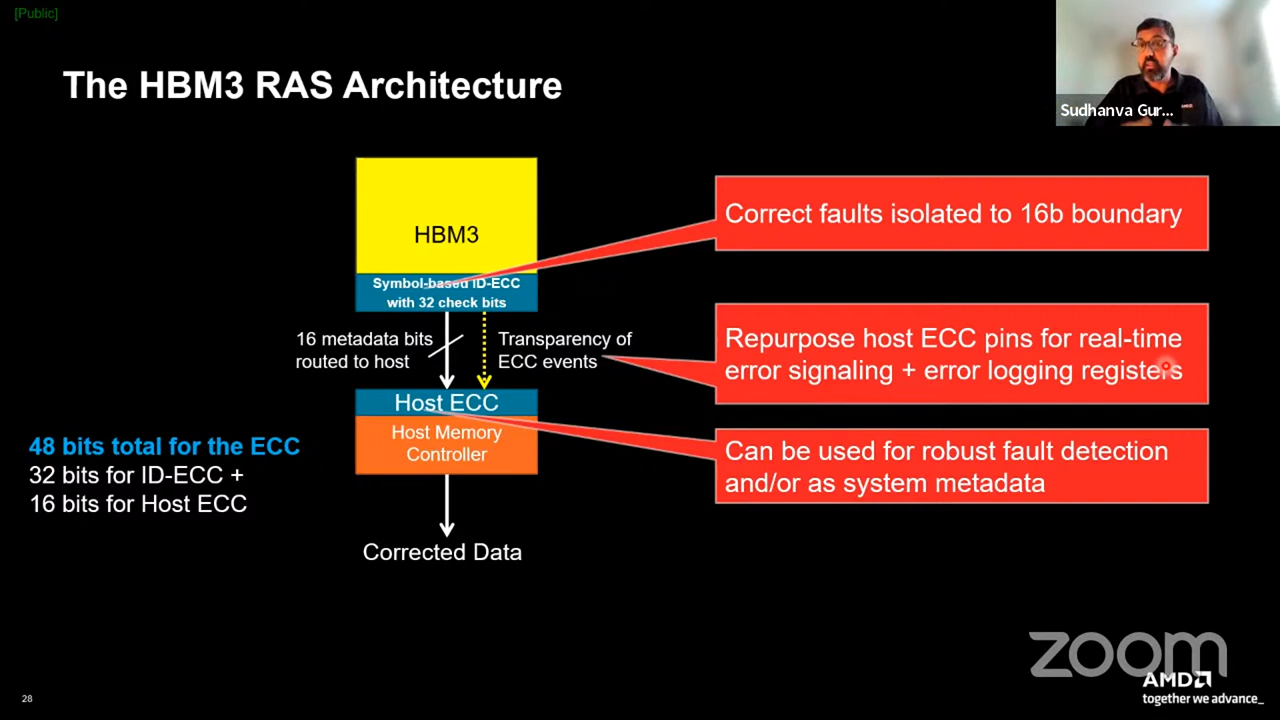 [Public]
The HBM3 RAS Architecture
Sudhanva Gur...
HBM3
Symbol-based ID-ECC
with 32 check bits
16 metadata bits
routed to host
Transparency of
ECC events
Host ECC
Host Memory
Controller
Corrected Data
48 bits total for the ECC
32 bits for ID-ECC +
16 bits for Host ECC
Correct faults isolated to 16b boundary
Repurpose host ECC pins for real-time
error signaling + error logging registers
Can be used for robust fault detection
and/or as system metadata
zoom
AMD
together we advance_
28